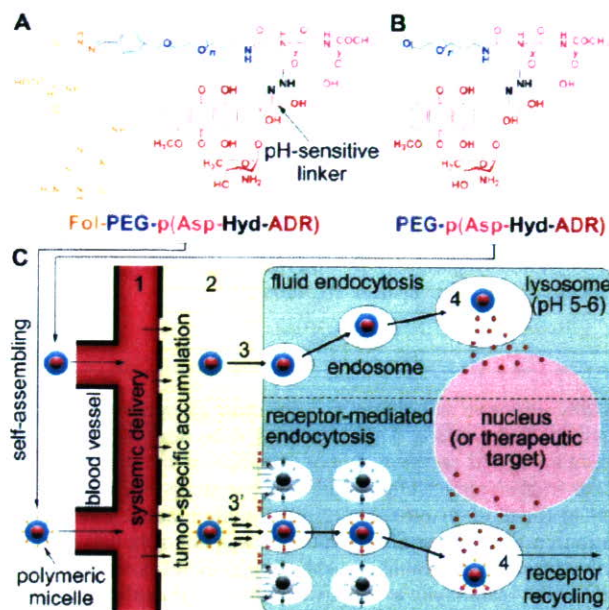 A
B
pH-sensitive
linker
Fol-PEG-p(Asp-Hyd-ADR)
PEG-p(Asp-Hyd-ADR)
C
1
2
fluid endocytosis
4
lysosome
(pH 5-6)
self-assembling
blood vessel
systemic delivery
tumor-specific accumulation
3
endosome
receptor-mediated
endocytosis
nucleus
(or therapeutic
target)
3'
4
polymeric
micelle
receptor
recycling